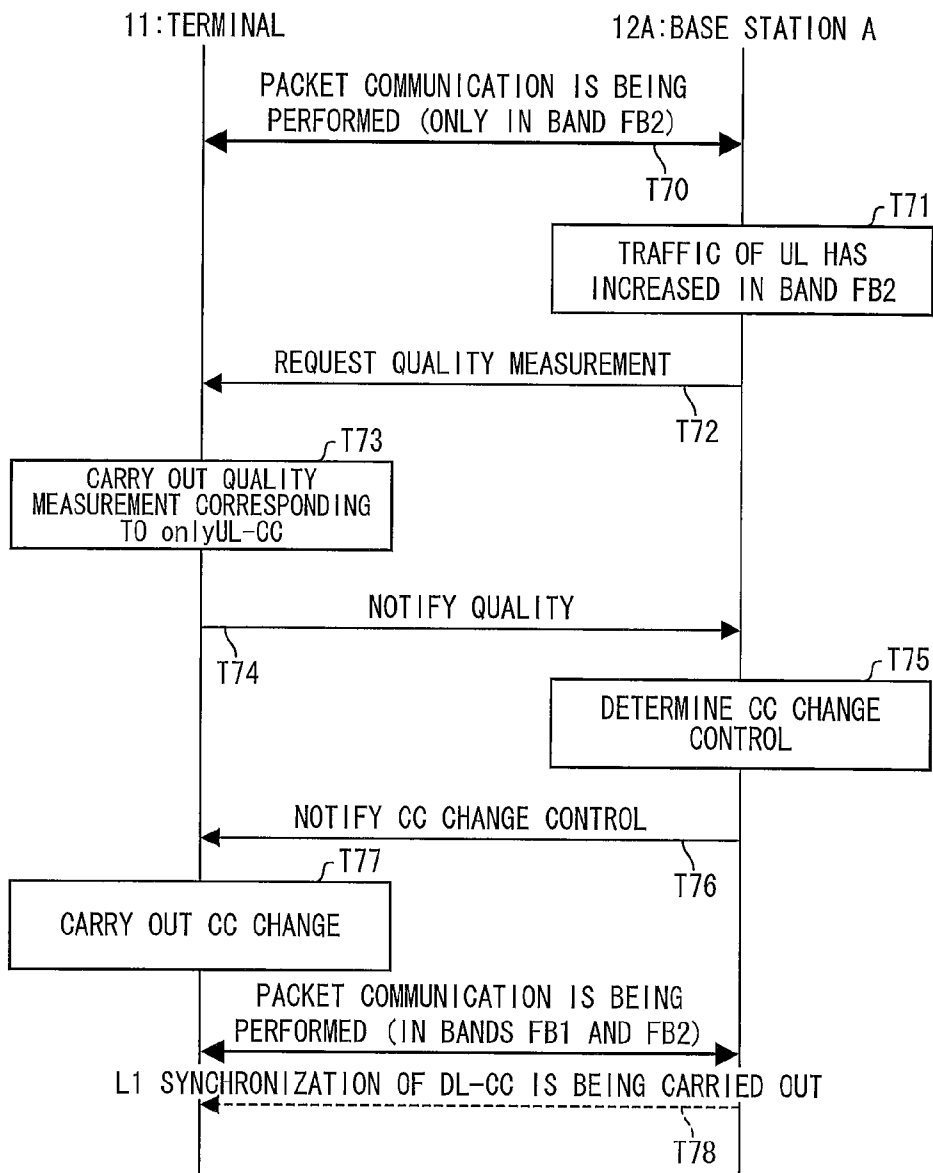 11:TERMINAL
12A:BASE STATION A
PACKET COMMUNICATION IS BEING
PERFORMED (ONLY IN BAND FB2)
T70
T71
TRAFFIC OF UL HAS
INCREASED IN BAND FB2
REQUEST QUALITY MEASUREMENT
T72
T73
CARRY OUT QUALITY
MEASUREMENT CORRESPONDING
TO onlyUL-CC
NOTIFY QUALITY
T74
T75
DETERMINE CC CHANGE
CONTROL
NOTIFY CC CHANGE CONTROL
T76
T77
CARRY OUT CC CHANGE
PACKET COMMUNICATION IS BEING
PERFORMED (IN BANDS FB1 AND FB2)
L1 SYNCHRONIZATION OF DL-CC IS BEING CARRIED OUT
T78